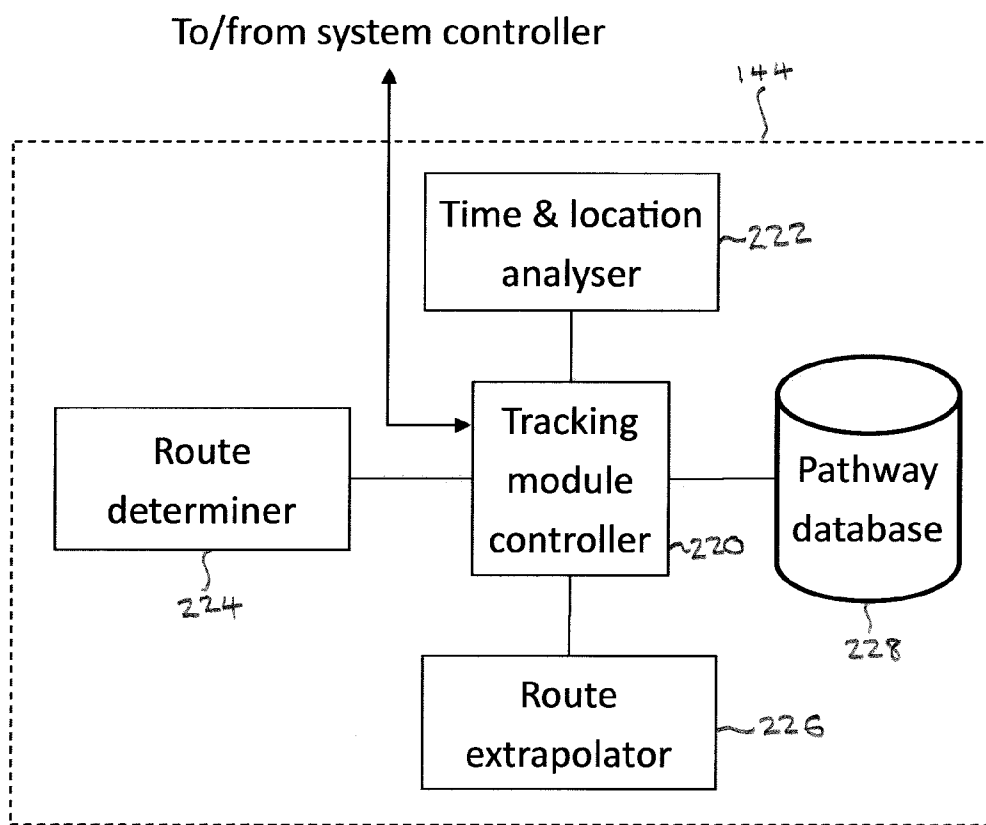 To/from system controller
144
Time & location
analyser
222
Tracking
module
controller
220
Route
determiner
224
Pathway
database
228
Route
extrapolator
226